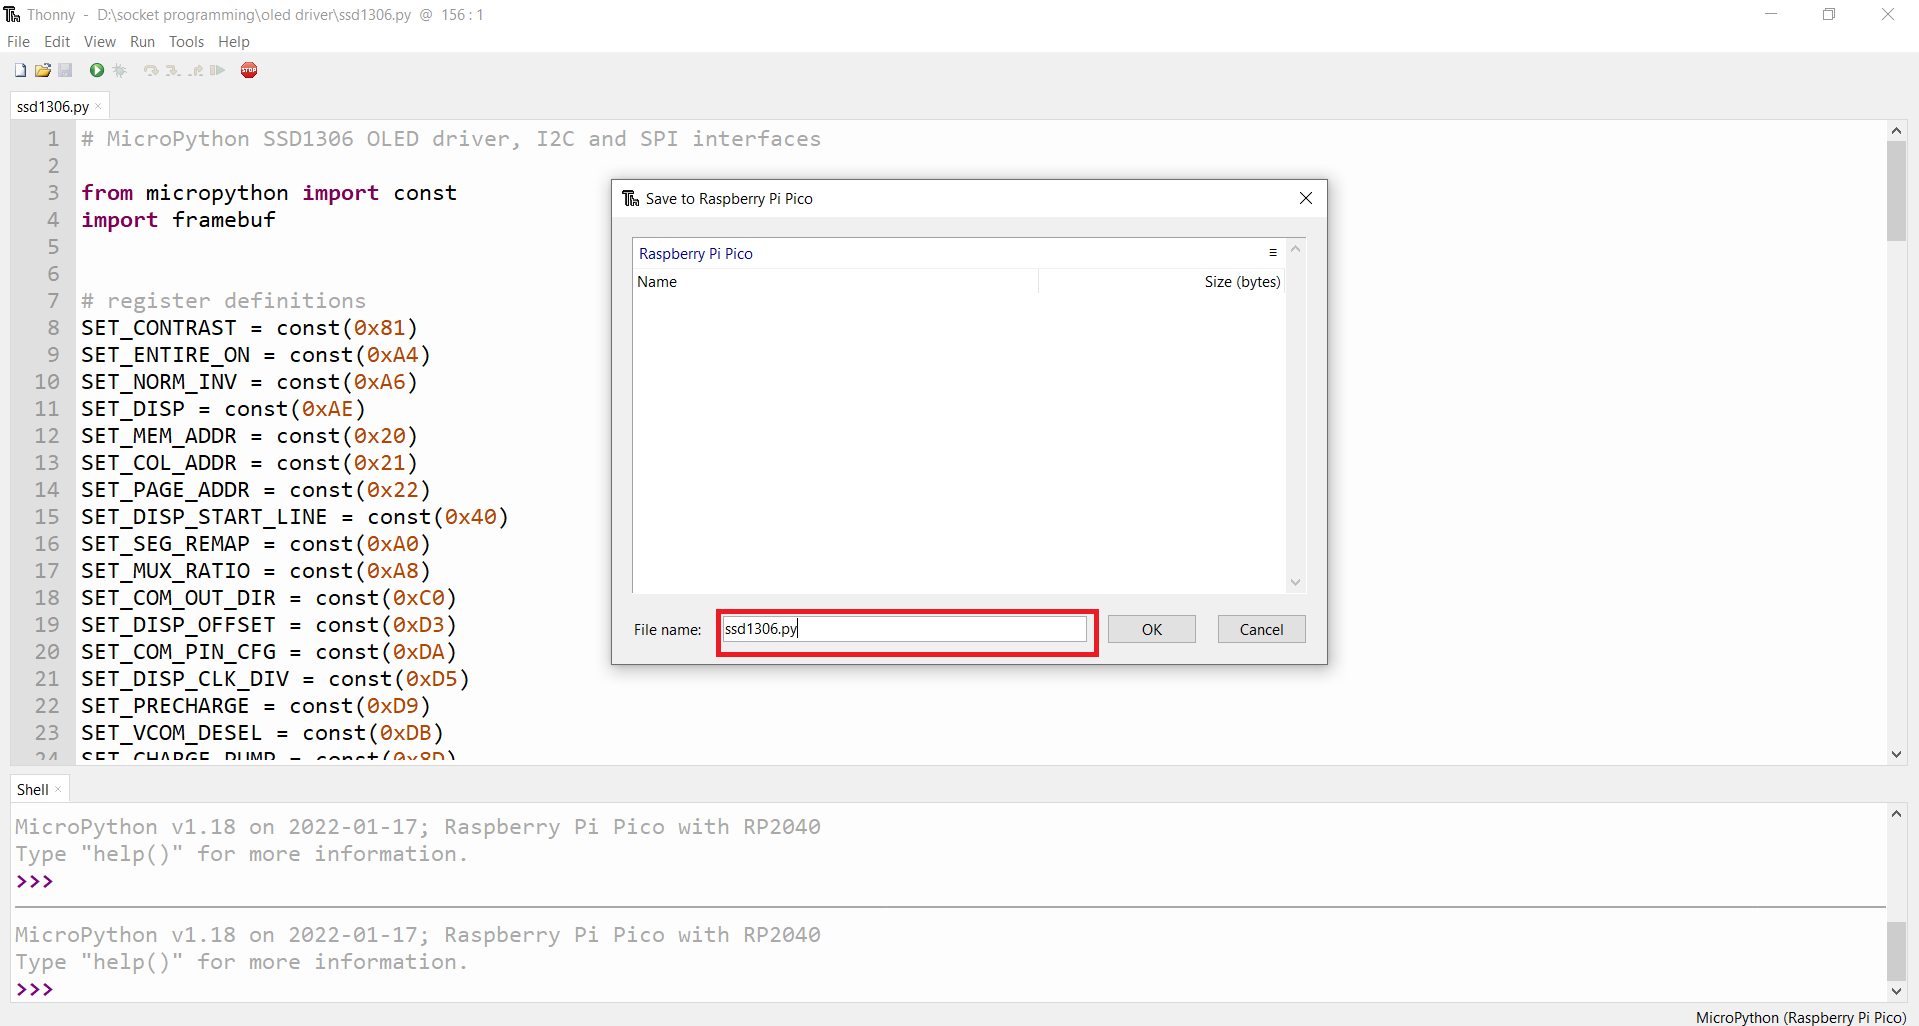 Thonny - D:\socket programming\oled driver\ssd1306.py @ 156 : 1
File Edit View Run Tools Help
STOP
ssd1306.py ×
1 # MicroPython SSD1306 OLED driver, I2C and SPI interfaces
2
3 from micropython import const
4 import framebuf
5
6
7 # register definitions
8 SET_CONTRAST = const(0x81)
9 SET_ENTIRE_ON = const(0xA4)
10 SET_NORM_INV = const(0xA6)
11 SET_DISP = const(0xAE)
12 SET_MEM_ADDR = const(0x20)
13 SET_COL_ADDR = const(0x21)
14 SET_PAGE_ADDR = const(0x22)
15 SET_DISP_START_LINE = const(0x40)
16 SET_SEG_REMAP = const(0xA0)
17 SET_MUX_RATIO = const(0xA8)
18 SET_COM_OUT_DIR = const(0xC0)
19 SET_DISP_OFFSET = const(0xD3)
20 SET_COM_PIN_CFG = const(0xDA)
21 SET_DISP_CLK_DIV = const(0xD5)
22 SET_PRECHARGE = const(0xD9)
23 SET_VCOM_DESEL = const(0xDB)
24 SET_CHARGE_PUMP = const(0x8D)
Save to Raspberry Pi Pico
Raspberry Pi Pico
Name Size (bytes)
File name: ssd1306.py OK Cancel
Shell ×
MicroPython v1.18 on 2022-01-17; Raspberry Pi Pico with RP2040
Type "help()" for more information.
>>>
MicroPython v1.18 on 2022-01-17; Raspberry Pi Pico with RP2040
Type "help()" for more information.
>>>
MicroPython (Raspberry Pi Pico)